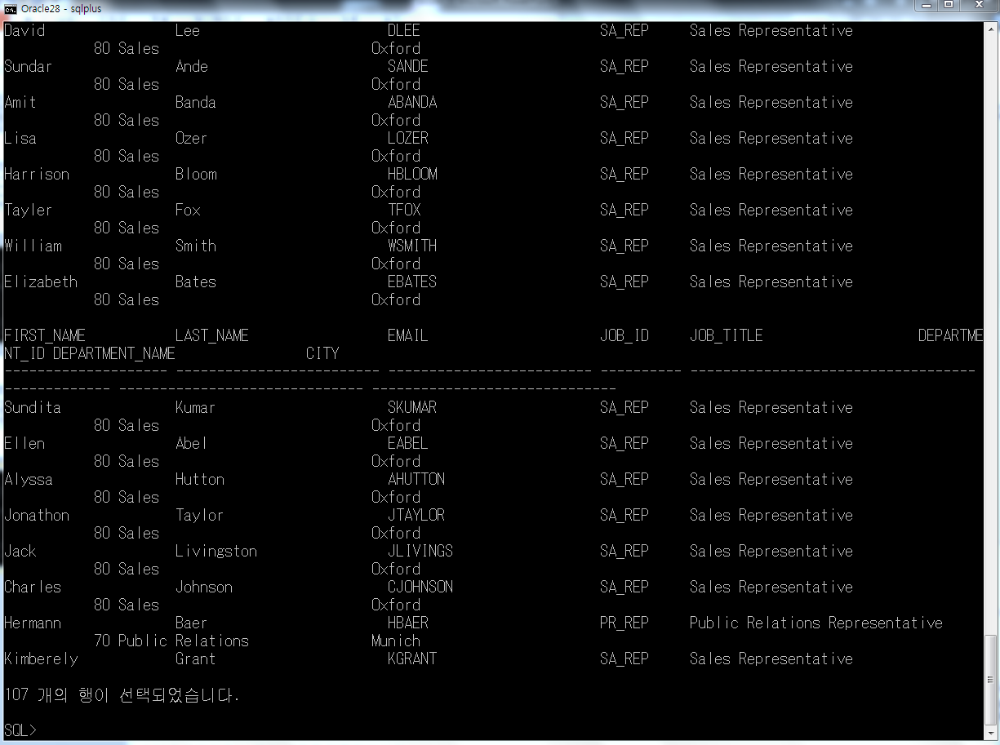 Oracle28 - sqlplus
David Lee DLEE SA_REP Sales Representative
80 Sales Oxford
Sundar Ande SANDE SA_REP Sales Representative
80 Sales Oxford
Amit Banda ABANDA SA_REP Sales Representative
80 Sales Oxford
Lisa Ozer LOZER SA_REP Sales Representative
80 Sales Oxford
Harrison Bloom HBLOOM SA_REP Sales Representative
80 Sales Oxford
Tayler Fox TFOX SA_REP Sales Representative
80 Sales Oxford
William Smith WSMITH SA_REP Sales Representative
80 Sales Oxford
Elizabeth Bates EBATES SA_REP Sales Representative
80 Sales Oxford
FIRST_NAME LAST_NAME EMAIL JOB_ID JOB_TITLE DEPARTME
NT_ID DEPARTMENT_NAME CITY
-------------------- ------------------------- ------------------------- ---------- -----------------------------------
------------- ------------------------------ ------------------------------
Sundita Kumar SKUMAR SA_REP Sales Representative
80 Sales Oxford
Ellen Abel EABEL SA_REP Sales Representative
80 Sales Oxford
Alyssa Hutton AHUTTON SA_REP Sales Representative
80 Sales Oxford
Jonathon Taylor JTAYLOR SA_REP Sales Representative
80 Sales Oxford
Jack Livingston JLIVINGS SA_REP Sales Representative
80 Sales Oxford
Charles Johnson CJOHNSON SA_REP Sales Representative
80 Sales Oxford
Hermann Baer HBAER PR_REP Public Relations Representative
70 Public Relations Munich
Kimberely Grant KGRANT SA_REP Sales Representative
107 개의 행이 선택되었습니다.
SQL>